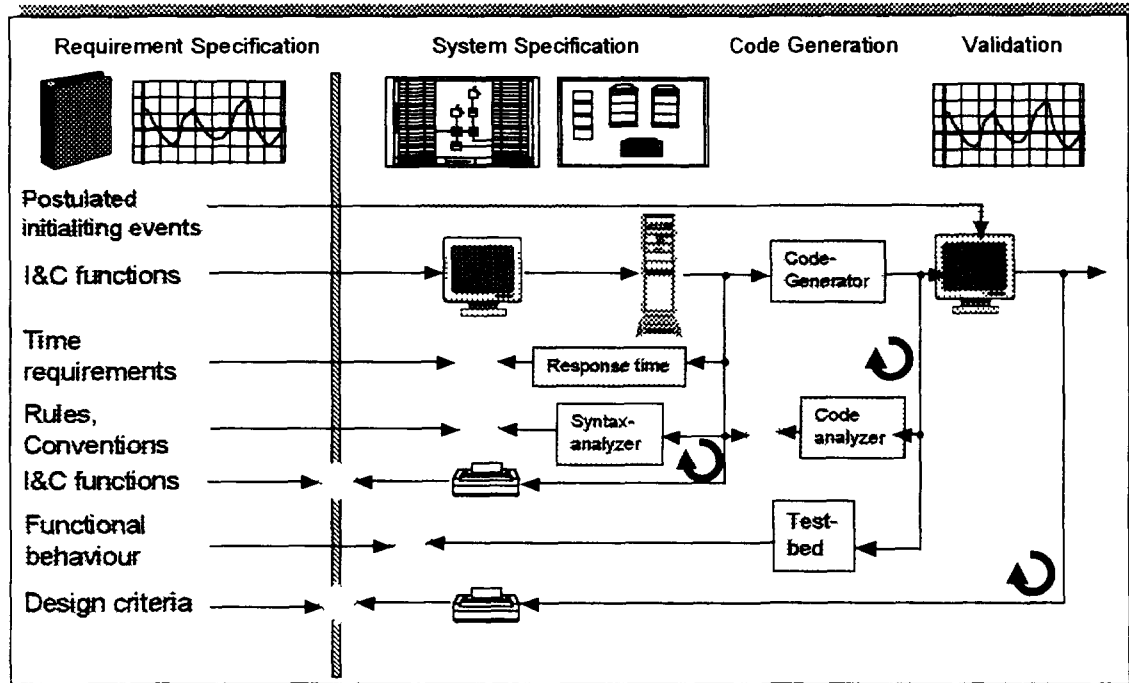 Requirement Specification
System Specification
Code Generation
Validation
Postulated
initialiting events
I&C functions
Code-
Generator
Time
requirements
Response time
Rules,
Conventions
Syntax-
analyzer
Code
analyzer
I&C functions
Functional
behaviour
Test-
bed
Design criteria